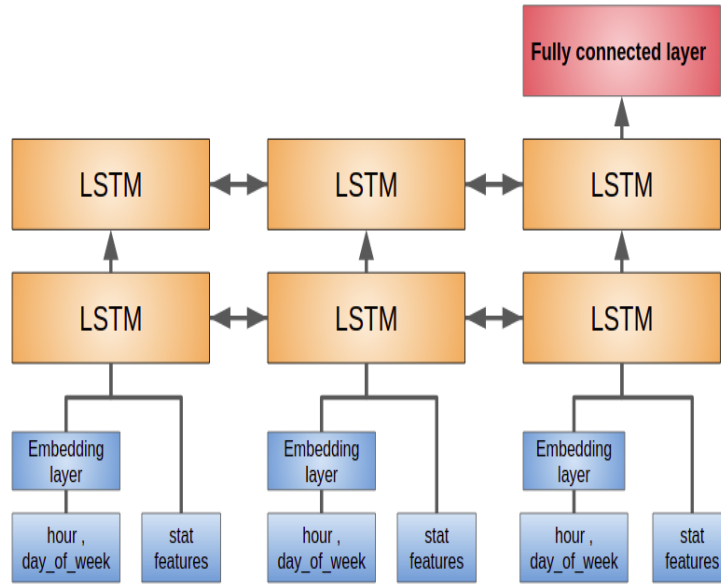 Fully connected layer
LSTM
LSTM
LSTM
LSTM
LSTM
LSTM
Embedding
layer
Embedding
layer
Embedding
layer
hour ,
day_of_week
stat
features
hour ,
day_of_week
stat
features
hour ,
day_of_week
stat
features